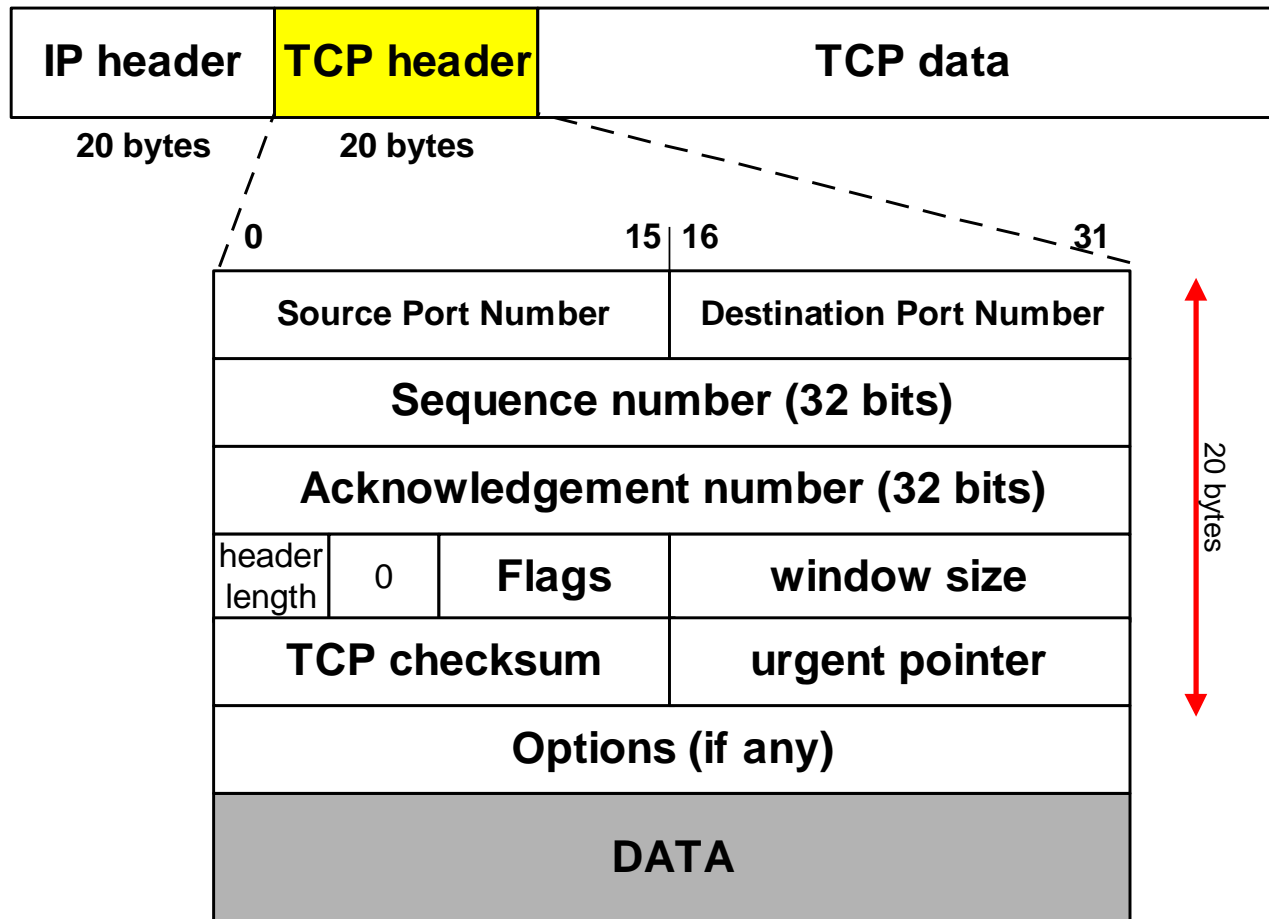 IP header TCP header TCP data
20 bytes 20 bytes
0 15 16 31
Source Port Number Destination Port Number
Sequence number (32 bits)
Acknowledgement number (32 bits)
20 bytes
header
length
0 Flags window size
TCP checksum urgent pointer
Options (if any)
DATA